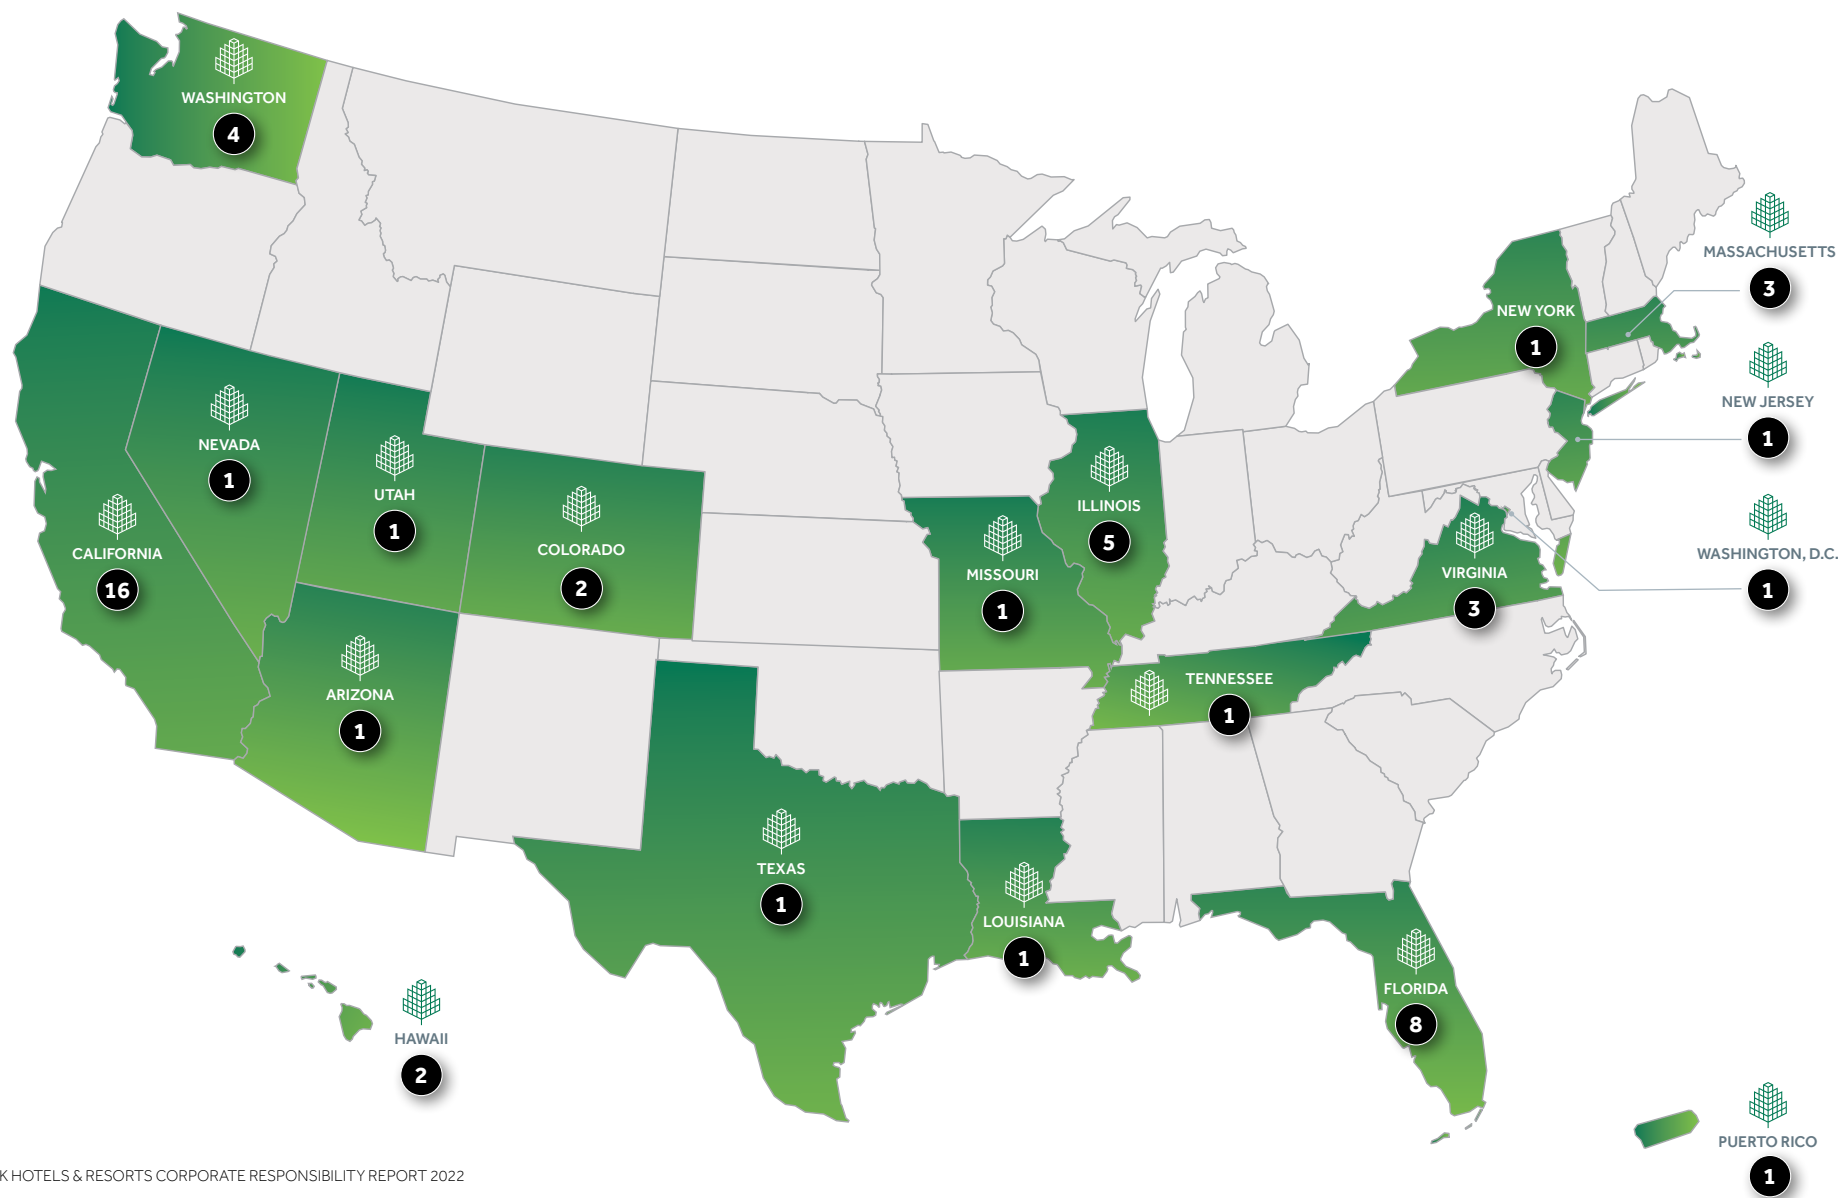 WASHINGTON
4
MASSACHUSETTS
3
NEW YORK
1
NEW JERSEY
1
NEVADA
1
UTAH
1
COLORADO
2
CALIFORNIA
16
ILLINOIS
5
MISSOURI
1
VIRGINIA
3
WASHINGTON, D.C.
1
ARIZONA
1
TENNESSEE
1
TEXAS
1
LOUISIANA
1
FLORIDA
8
HAWAII
2
PUERTO RICO
1
K HOTELS & RESORTS CORPORATE RESPONSIBILITY REPORT 2022